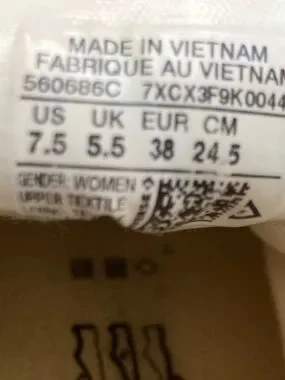 MADE IN VIETNAM
FABRIQUE AU VIETNAM
560686C 7XCX3F9K0044
US UK EUR CM
7.5 5.5 38 24.5
GENDER: WOMEN
UPPER TEXTILE